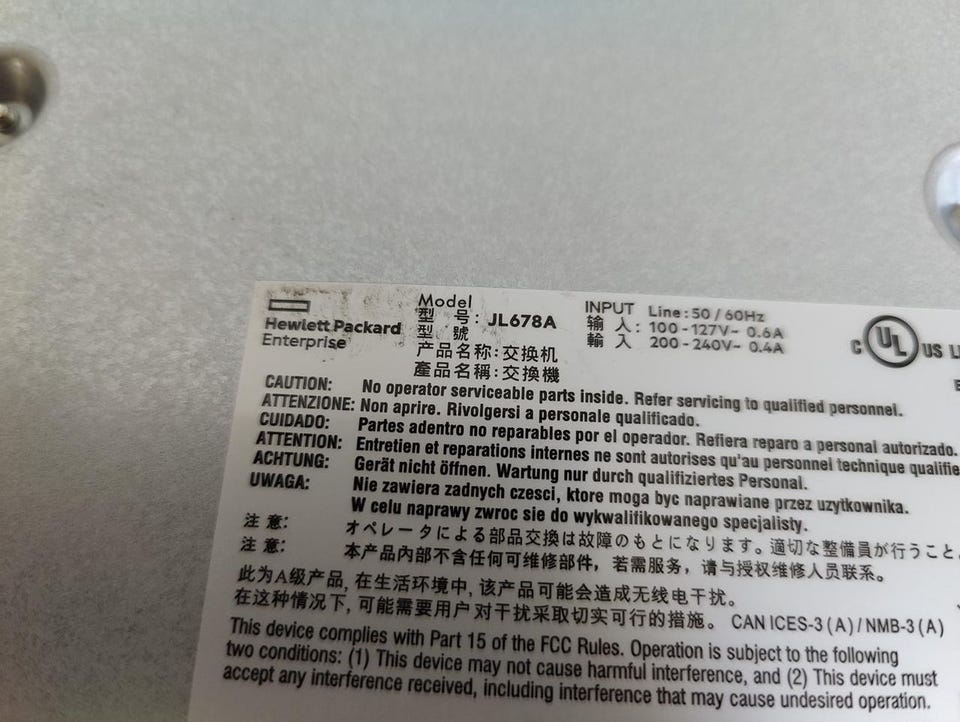 Hewlett Packard
Enterprise
Model
型 号: JL678A
型 號
产品名称:交换机
產品名稱:交換機
INPUT Line:50/60Hz
输 入: 100-127V~ 0.6A
輸 入 200-240V~ 0.4A
C UL US
CAUTION: No operator serviceable parts inside. Refer servicing to qualified personnel.
ATTENZIONE: Non aprire. Rivolgersi a personale qualificado.
CUIDADO: Partes adentro no reparables por el operador. Refiera reparo a personal autorizado.
ATTENTION: Entretien et reparations internes ne sont autorises qu'au personnel technique qualifie
ACHTUNG: Gerät nicht öffnen. Wartung nur durch qualifiziertes Personal.
UWAGA: Nie zawiera zadnych czesci, ktore moga byc naprawiane przez uzytkownika.
W celu naprawy zwroc sie do wykwalifikowanego specjalisty.
注 意: オペレータによる部品交換は故障のもとになります。適切な整備員が行うこと。
注 意: 本产品内部不含任何可维修部件，若需服务，请与授权维修人员联系。
此为A级产品, 在生活环境中, 该产品可能会造成无线电干扰。
在这种情况下, 可能需要用户对干扰采取切实可行的措施。 CAN ICES-3 (A) / NMB-3 (A)
This device complies with Part 15 of the FCC Rules. Operation is subject to the following
two conditions: (1) This device may not cause harmful interference, and (2) This device must
accept any interference received, including interference that may cause undesired operation.